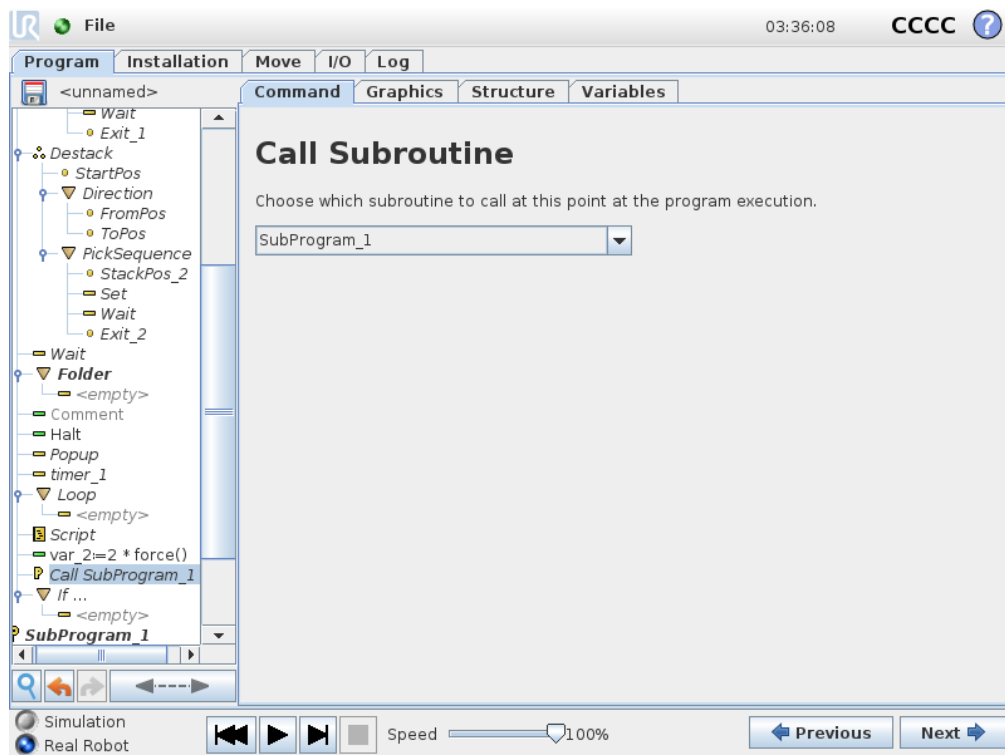 UR File 03:36:08 CCCC ?
Program Installation Move I/O Log
<unnamed> Command Graphics Structure Variables
Wait
Exit_1
Destack
StartPos
Direction
FromPos
ToPos
PickSequence
StackPos_2
Set
Wait
Exit_2
Wait
Folder
<empty>
Comment
Halt
Popup
timer_1
Loop
<empty>
Script
var_2:=2 * force()
Call SubProgram_1
If ...
<empty>
SubProgram_1
Call Subroutine
Choose which subroutine to call at this point at the program execution.
SubProgram_1
Simulation
Real Robot
Speed 100%
Previous Next